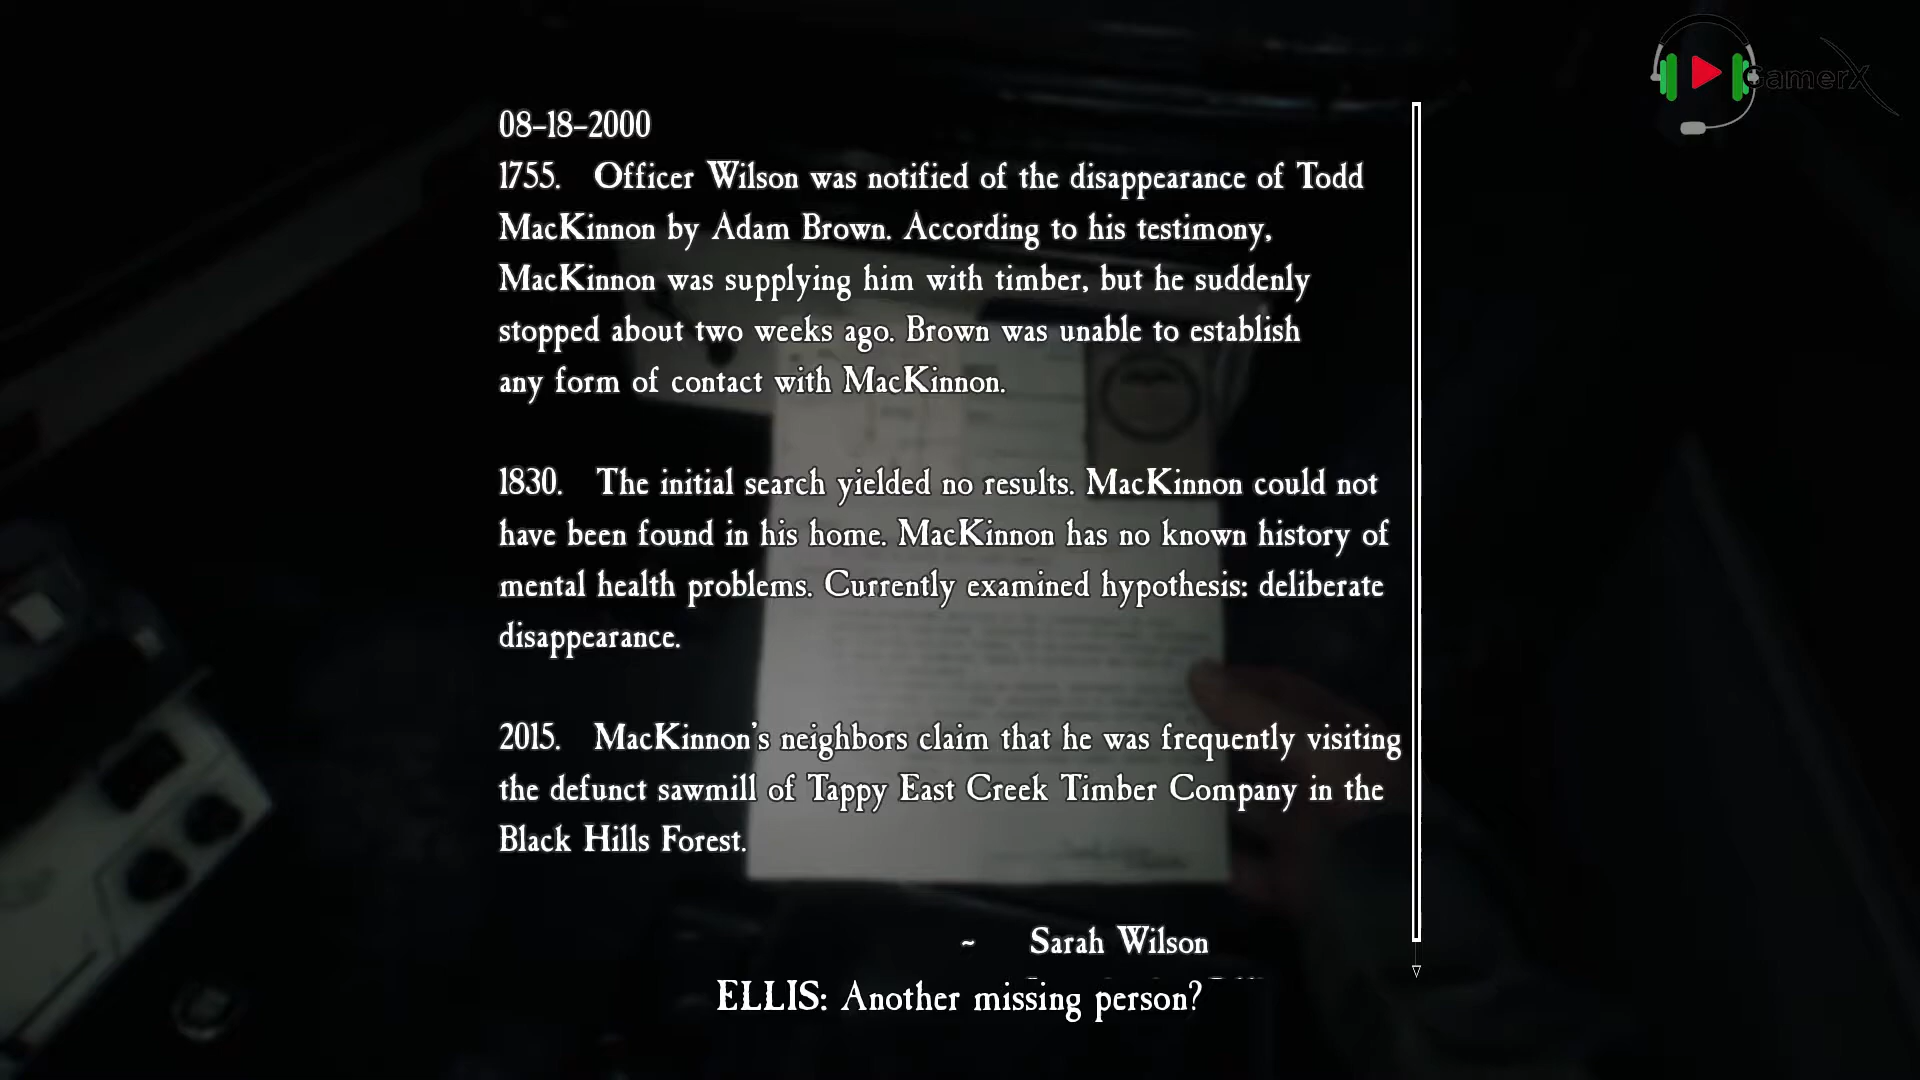 GamerX
08-18-2000
1755. Officer Wilson was notified of the disappearance of Todd
MacKinnon by Adam Brown. According to his testimony,
MacKinnon was supplying him with timber, but he suddenly
stopped about two weeks ago. Brown was unable to establish
any form of contact with MacKinnon.
1830. The initial search yielded no results. MacKinnon could not
have been found in his home. MacKinnon has no known history of
mental health problems. Currently examined hypothesis: deliberate
disappearance.
2015. MacKinnon's neighbors claim that he was frequently visiting
the defunct sawmill of Tappy East Creek Timber Company in the
Black Hills Forest.
~ Sarah Wilson
ELLIS: Another missing person?